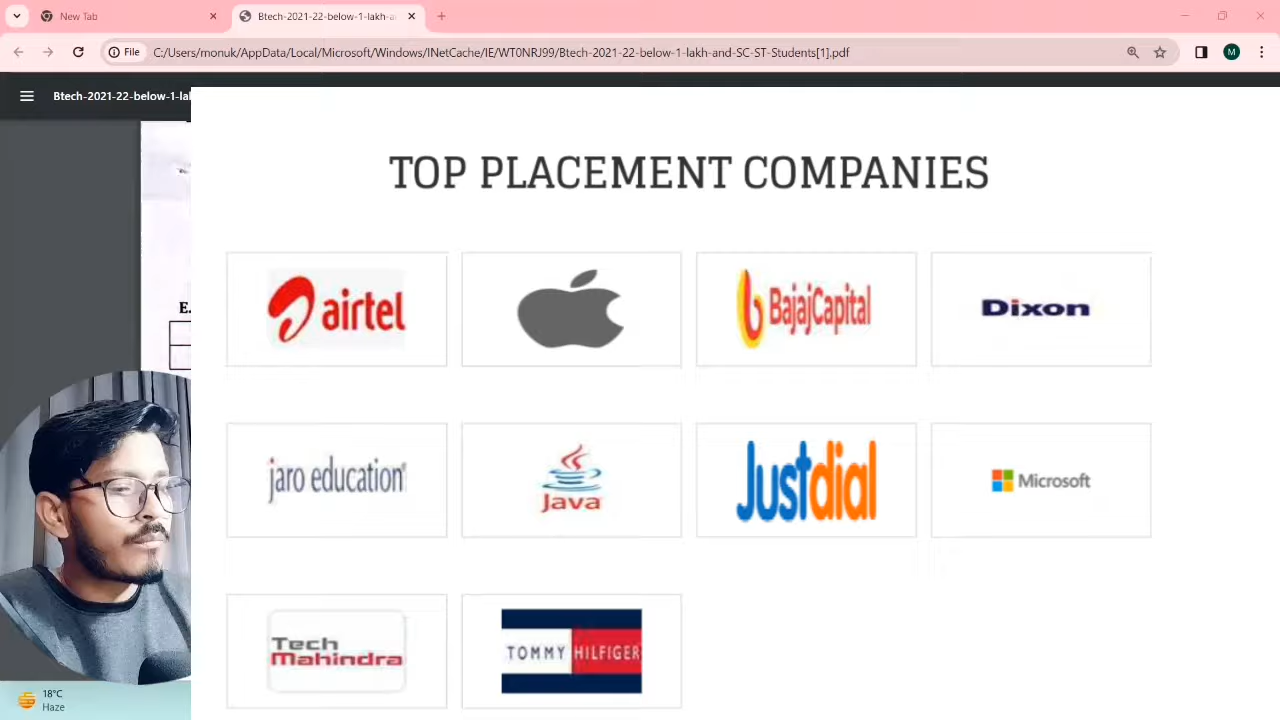 New Tab
Btech-2021-22-below-1-lakh-a
File
C:/Users/monuk/AppData/Local/Microsoft/Windows/INetCache/IE/WT0NRJ99/Btech-2021-22-below-1-lakh-and-SC-ST-Students[1].pdf
M
Btech-2021-22-below-1-la
TOP PLACEMENT COMPANIES
airtel
BajajCapital
Dixon
E.
jaro education
Java
Justdial
Microsoft
Tech
Mahindra
TOMMY HILFIGER
18°C
Haze